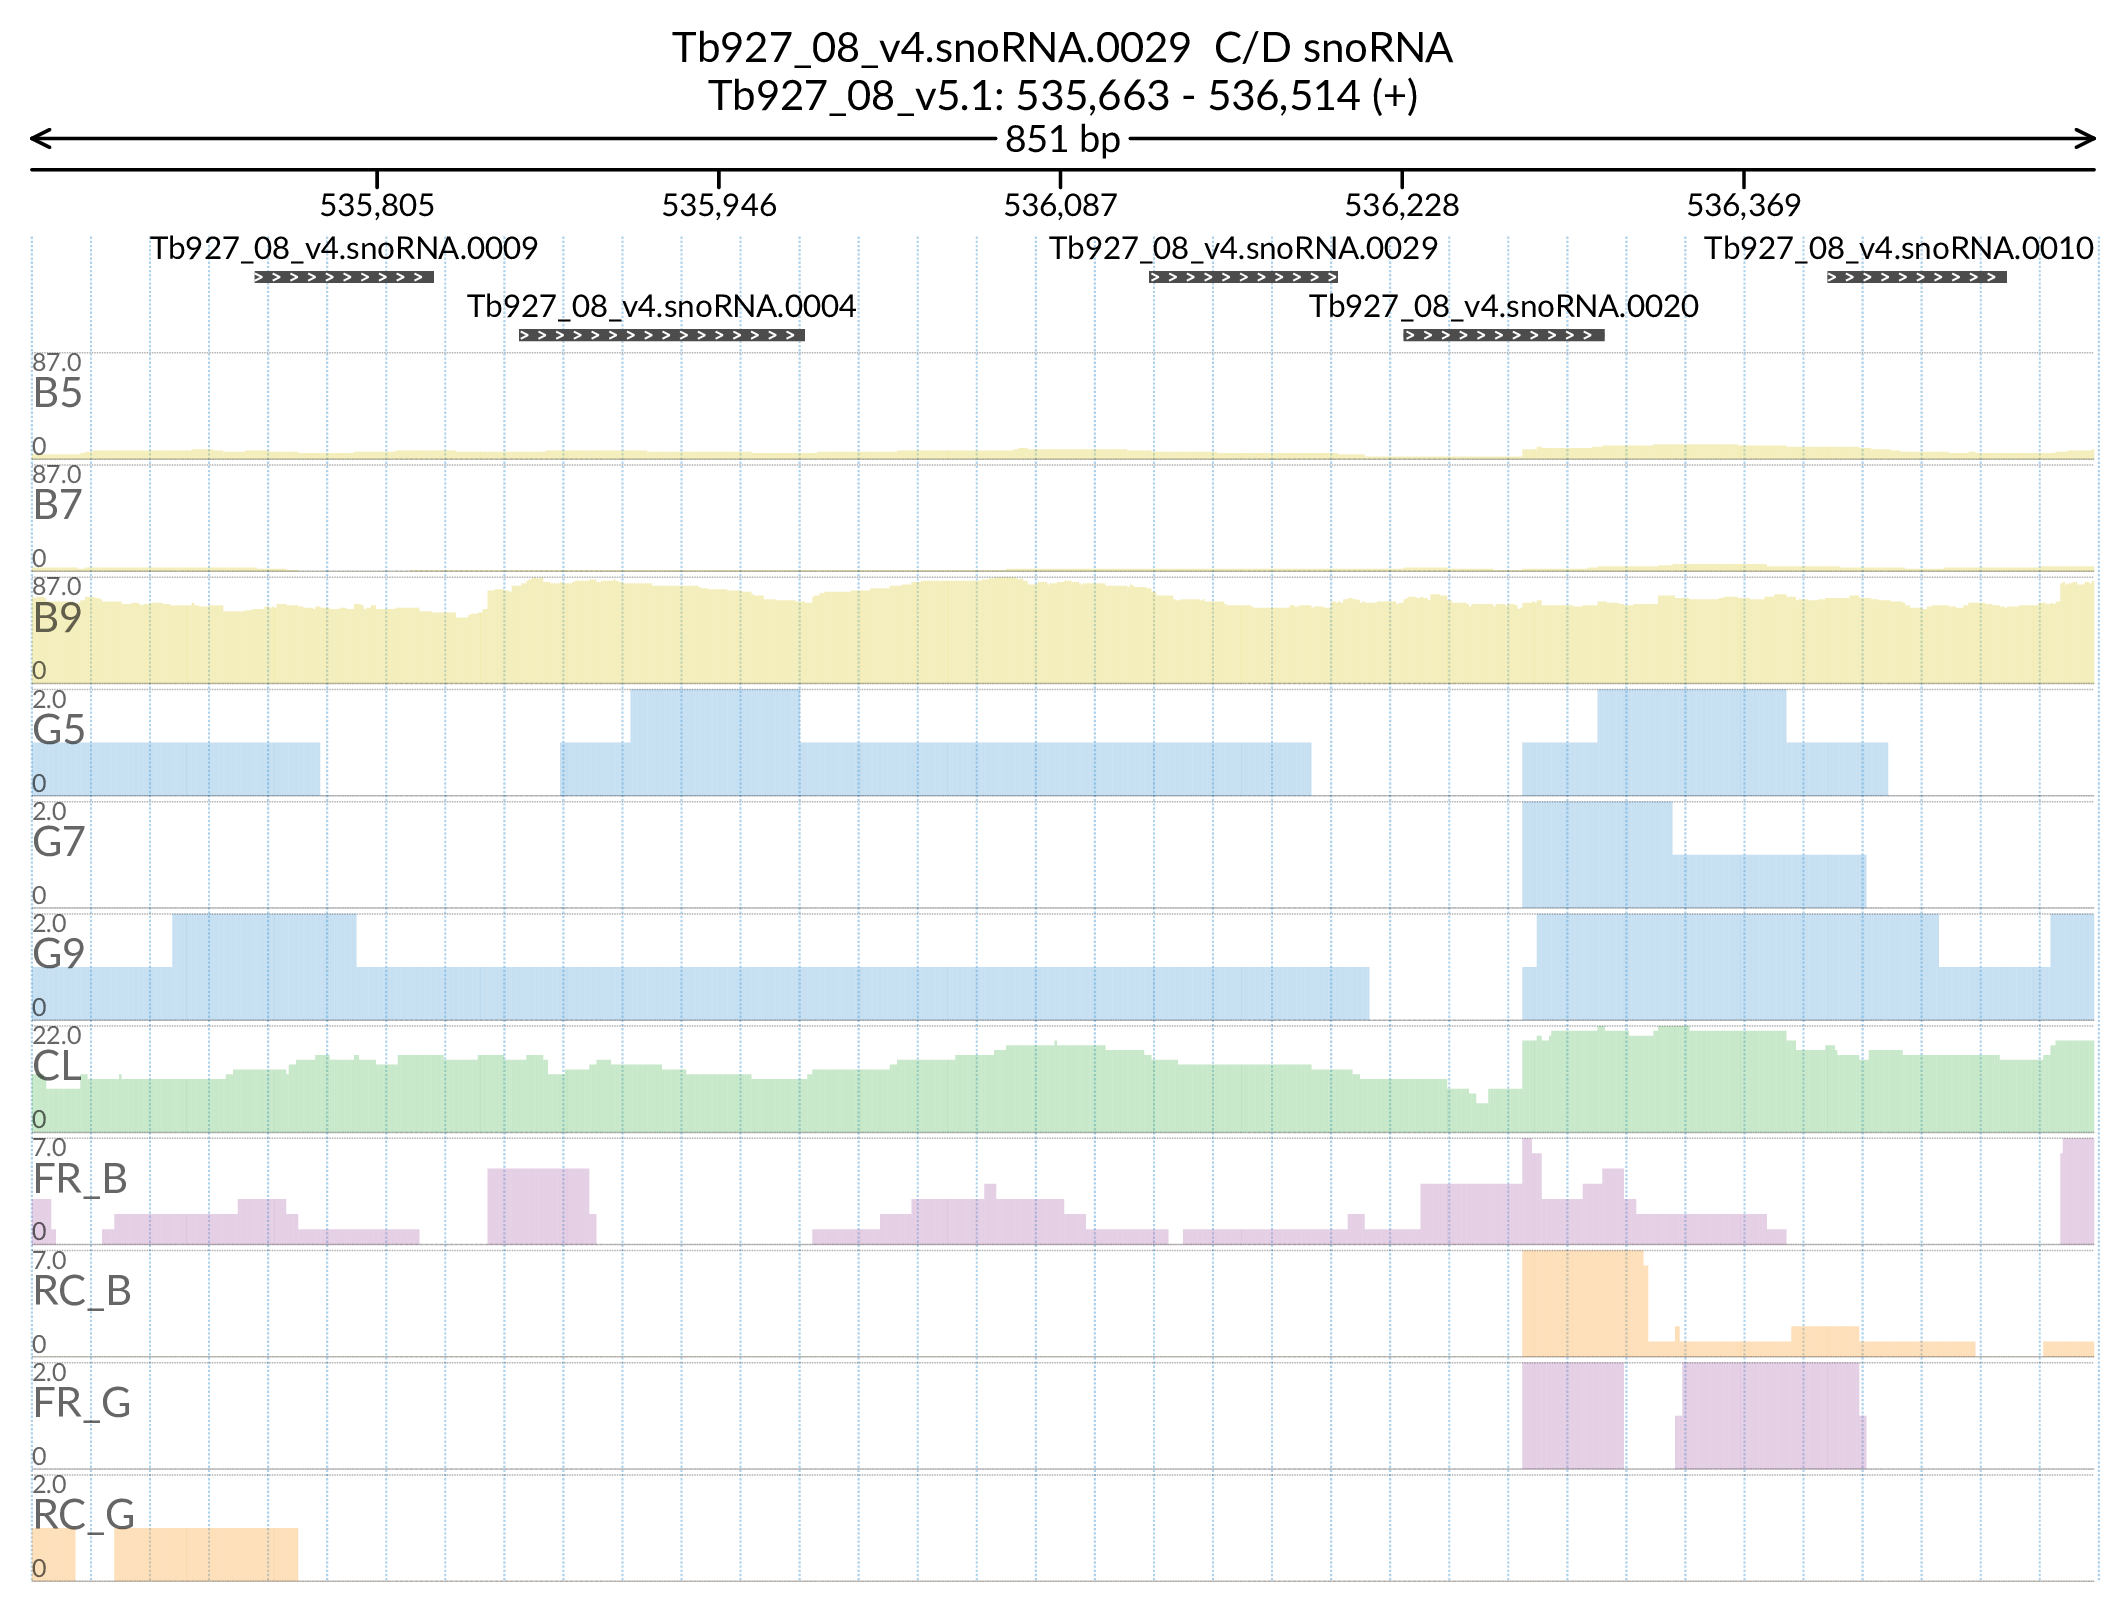 Tb927_08_v4.snoRNA.0029  C/D snoRNA
Tb927_08_v5.1: 535,663 - 536,514 (+)
851 bp
535,805 535,946 536,087 536,228 536,369
Tb927_08_v4.snoRNA.0009 Tb927_08_v4.snoRNA.0029 Tb927_08_v4.snoRNA.0010
Tb927_08_v4.snoRNA.0004 Tb927_08_v4.snoRNA.0020
87.0
B5
0
87.0
B7
0
87.0
B9
0
2.0
G5
0
2.0
G7
0
2.0
G9
0
22.0
CL
0
7.0
FR_B
0
7.0
RC_B
0
2.0
FR_G
0
2.0
RC_G
0